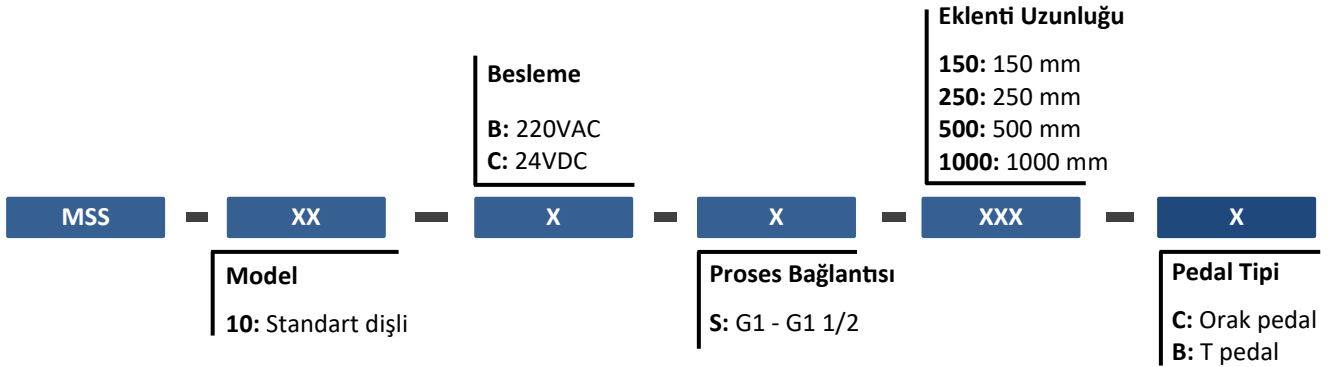 Eklenti Uzunluğu
150: 150 mm
250: 250 mm
500: 500 mm
1000: 1000 mm
Besleme
B: 220VAC
C: 24VDC
MSS - XX - X - X - XXX - X
Model
10: Standart dişli
Proses Bağlantısı
S: G1 - G1 1/2
Pedal Tipi
C: Orak pedal
B: T pedal